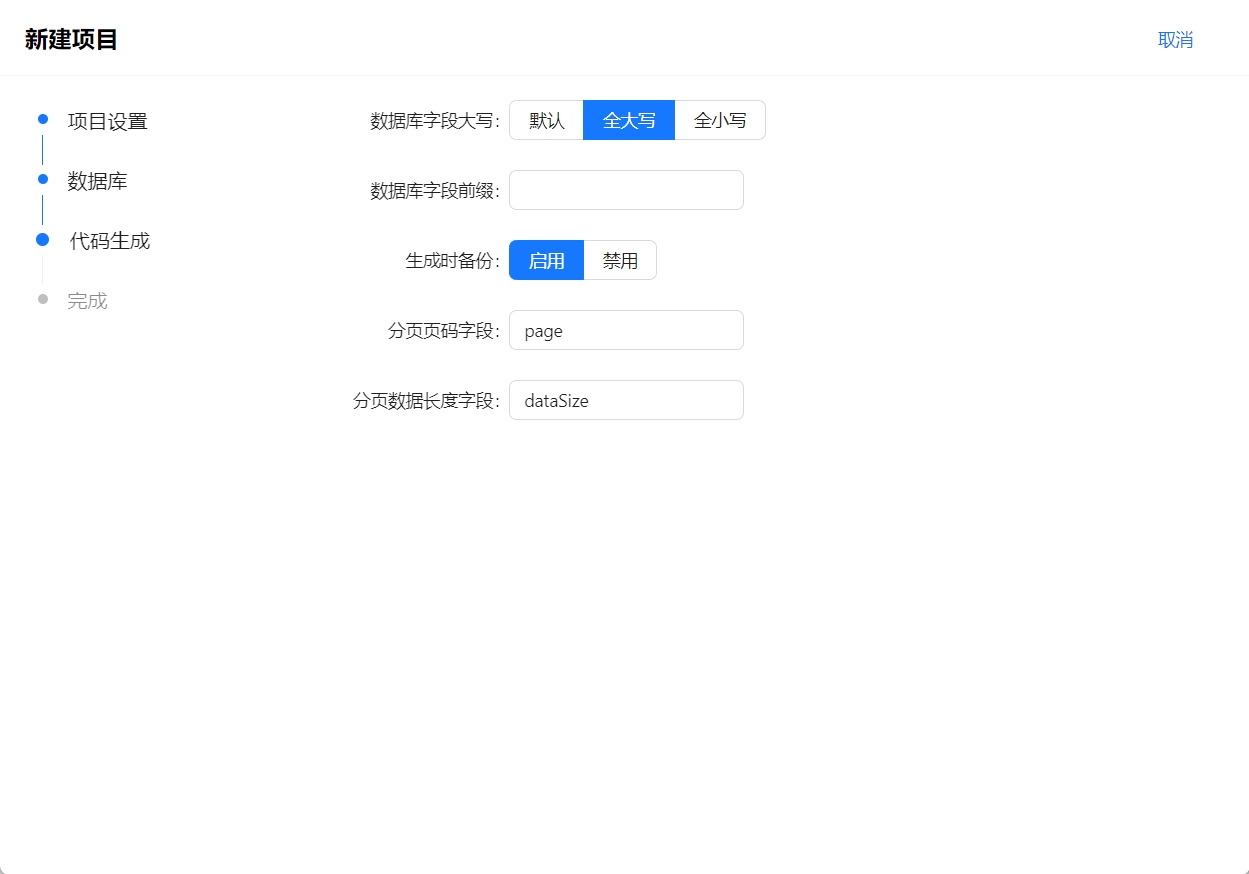 新建项目
取消
项目设置
数据库
代码生成
完成
数据库字段大写: 默认 全大写 全小写
数据库字段前缀:
生成时备份: 启用 禁用
分页页码字段: page
分页数据长度字段: dataSize